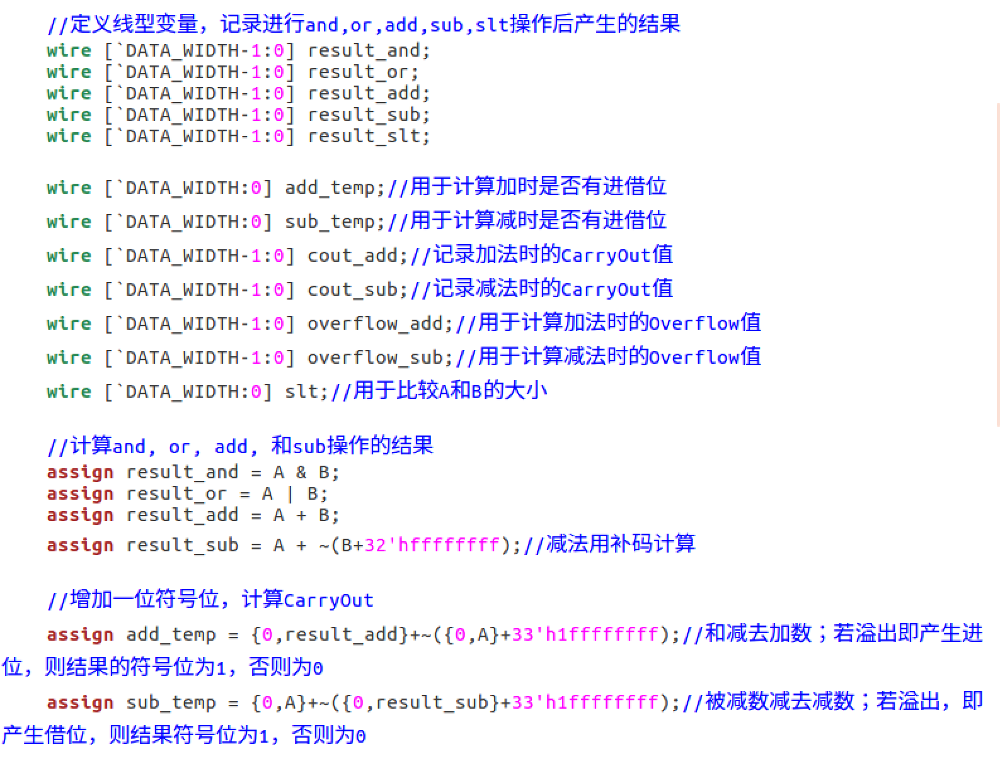 //定义线型变量，记录进行and,or,add,sub,slt操作后产生的结果
wire [`DATA_WIDTH-1:0] result_and;
wire [`DATA_WIDTH-1:0] result_or;
wire [`DATA_WIDTH-1:0] result_add;
wire [`DATA_WIDTH-1:0] result_sub;
wire [`DATA_WIDTH-1:0] result_slt;
wire [`DATA_WIDTH:0] add_temp;//用于计算加时是否有进借位
wire [`DATA_WIDTH:0] sub_temp;//用于计算减时是否有进借位
wire [`DATA_WIDTH-1:0] cout_add;//记录加法时的CarryOut值
wire [`DATA_WIDTH-1:0] cout_sub;//记录减法时的CarryOut值
wire [`DATA_WIDTH-1:0] overflow_add;//用于计算加法时的Overflow值
wire [`DATA_WIDTH-1:0] overflow_sub;//用于计算减法时的Overflow值
wire [`DATA_WIDTH:0] slt;//用于比较A和B的大小
//计算and, or, add, 和sub操作的结果
assign result_and = A & B;
assign result_or = A | B;
assign result_add = A + B;
assign result_sub = A + ~(B+32'hffffffff);//减法用补码计算
//增加一位符号位，计算CarryOut
assign add_temp = {0,result_add}+~({0,A}+33'h1ffffffff);//和减去加数；若溢出即产生进
位，则结果的符号位为1，否则为0
assign sub_temp = {0,A}+~({0,result_sub}+33'h1ffffffff);//被减数减去减数；若溢出，即
产生借位，则结果符号位为1，否则为0